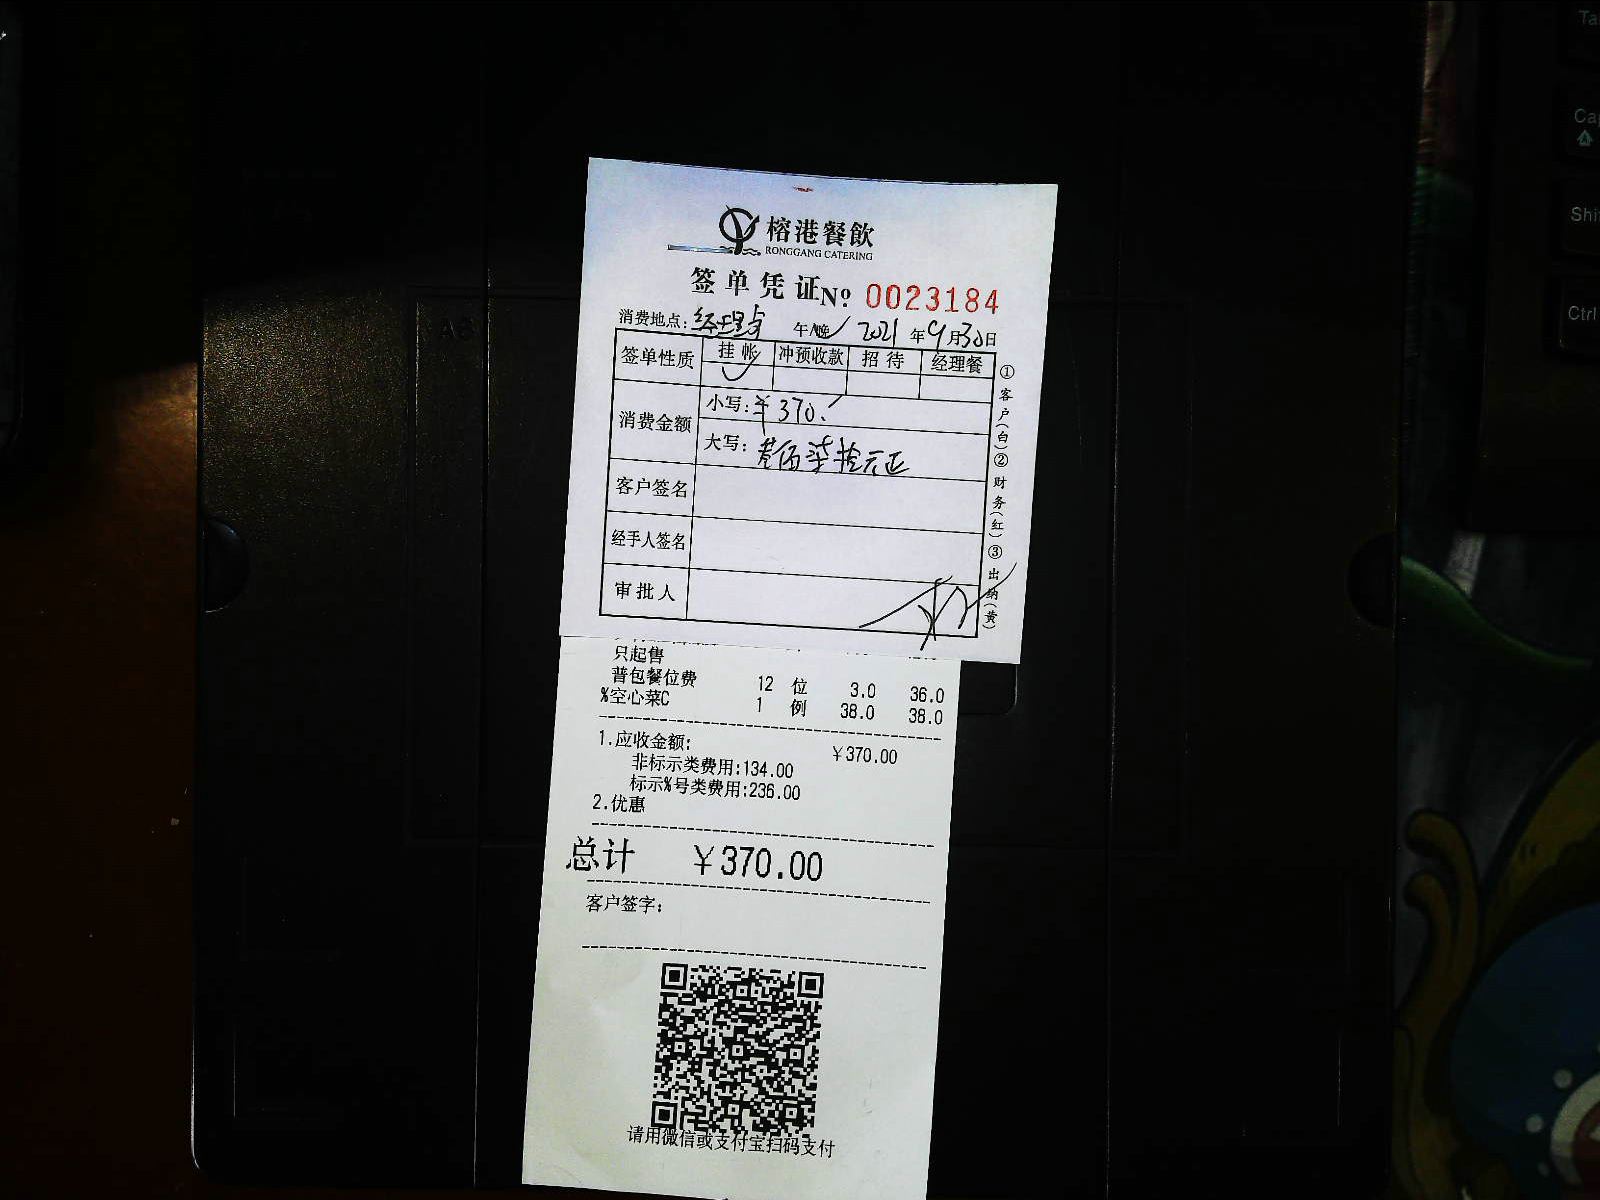 榕港餐飲
RONGGANG CATERING
签单凭证 Nº 0023184
消费地点: 午/晚 2021 年 9 月 30 日
签单性质 挂帐 冲预收款 招待 经理餐
消费金额 小写: ¥370.
大写: 叁佰柒拾元正
客户签名
经手人签名
审批人
①客户(白)②财务(红)③出纳(黄)
只起售
普包餐位费 12 位 3.0 36.0
%空心菜C 1 例 38.0 38.0
1.应收金额: ¥370.00
非标示类费用:134.00
标示%号类费用:236.00
2.优惠
总计 ¥370.00
客户签字:
请用微信或支付宝扫码支付
Ta
Ca
Shi
Ctrl